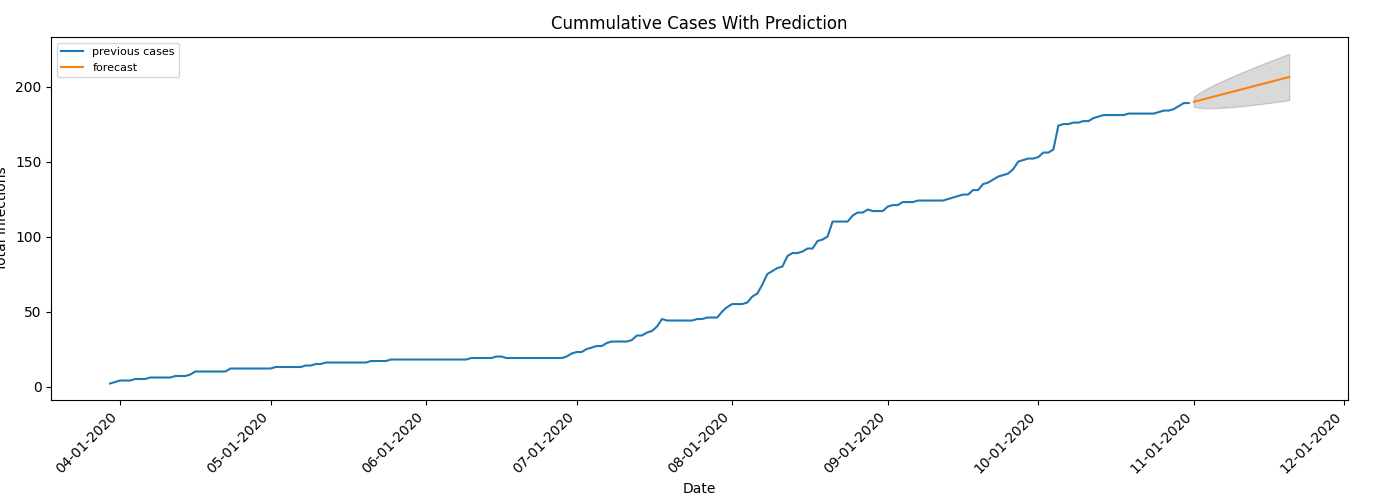 Cummulative Cases With Prediction
previous cases
forecast
200
150
100
50
0
Total Infections
04-01-2020
05-01-2020
06-01-2020
07-01-2020
08-01-2020
09-01-2020
10-01-2020
11-01-2020
12-01-2020
Date